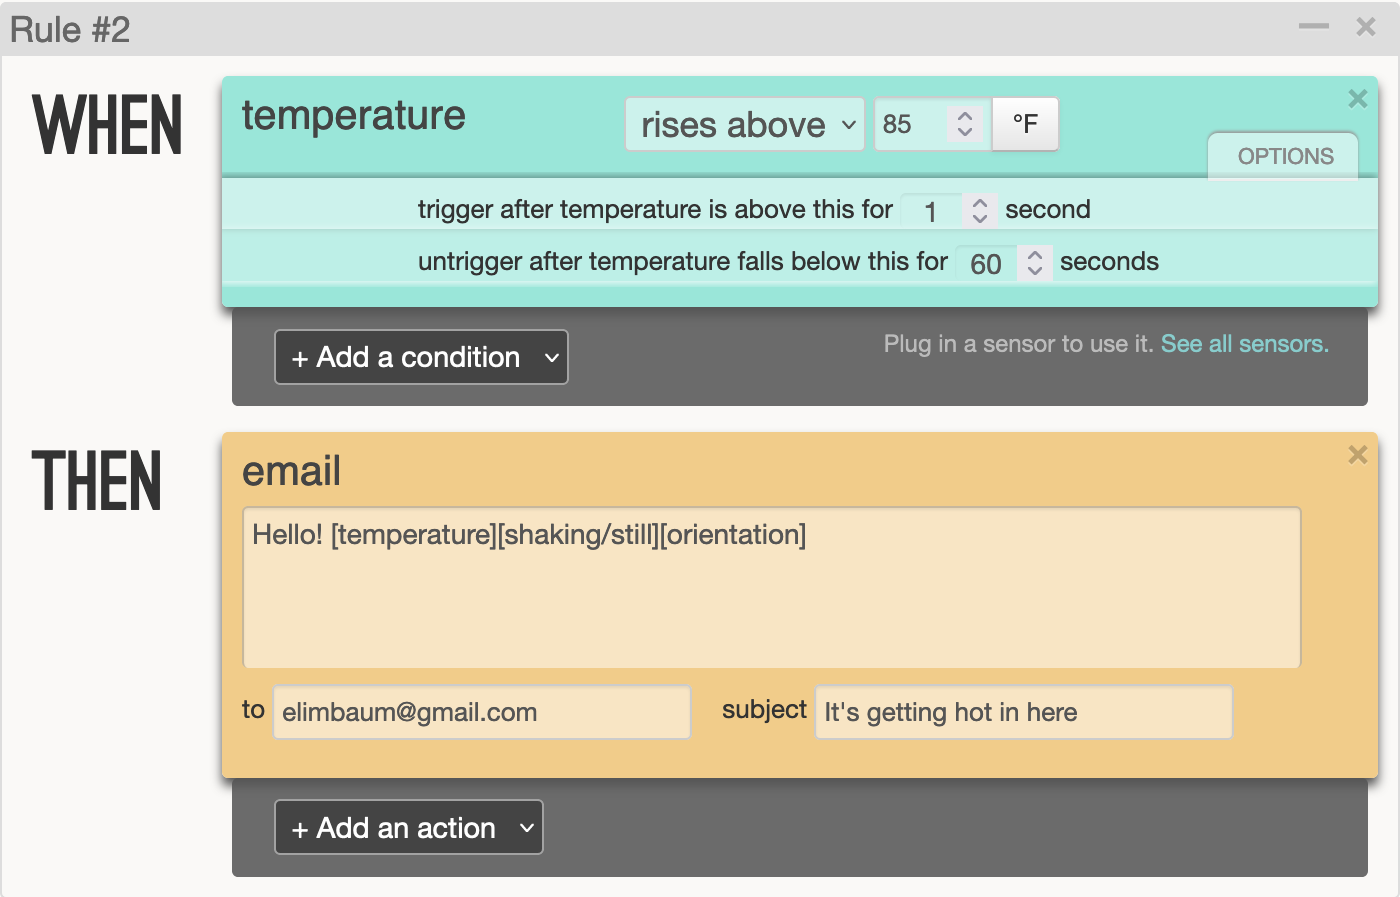 Rule #2
WHEN
temperature
rises above
85
°F
OPTIONS
trigger after temperature is above this for 1 second
untrigger after temperature falls below this for 60 seconds
+ Add a condition
Plug in a sensor to use it. See all sensors.
THEN
email
Hello! [temperature][shaking/still][orientation]
to elimbaum@gmail.com subject It's getting hot in here
+ Add an action